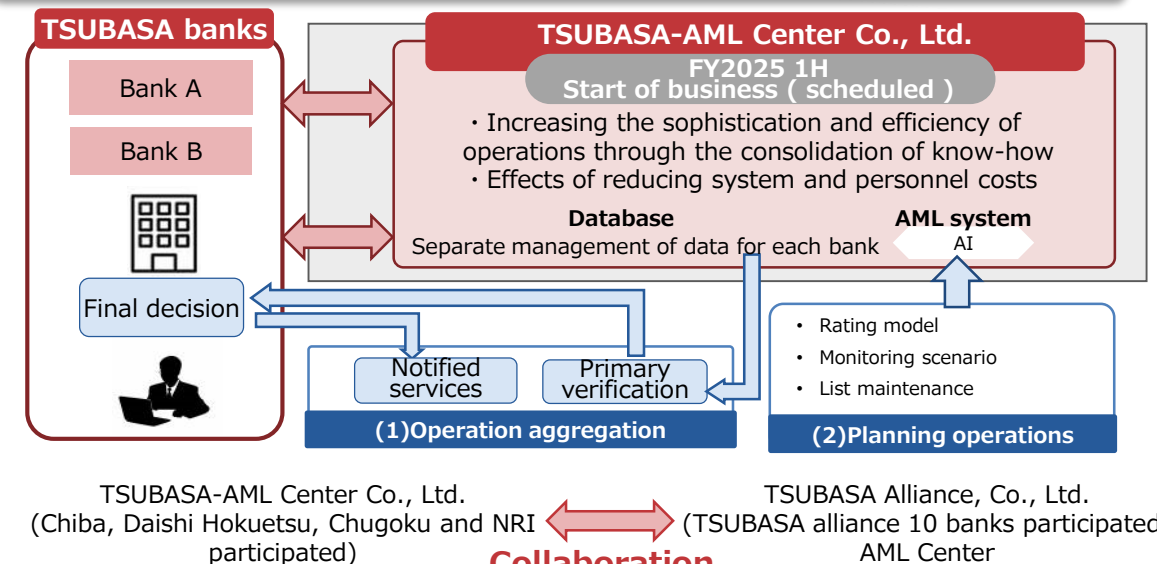 TSUBASA banks
Bank A
Bank B
Final decision
TSUBASA-AML Center Co., Ltd.
FY2025 1H
Start of business ( scheduled )
・Increasing the sophistication and efficiency of
operations through the consolidation of know-how
・Effects of reducing system and personnel costs
Database
Separate management of data for each bank
AML system
AI
Notified
services
Primary
verification
(1)Operation aggregation
• Rating model
• Monitoring scenario
• List maintenance
(2)Planning operations
TSUBASA-AML Center Co., Ltd.
(Chiba, Daishi Hokuetsu, Chugoku and NRI
participated)
Collaboration
TSUBASA Alliance, Co., Ltd.
(TSUBASA alliance 10 banks participated
AML Center